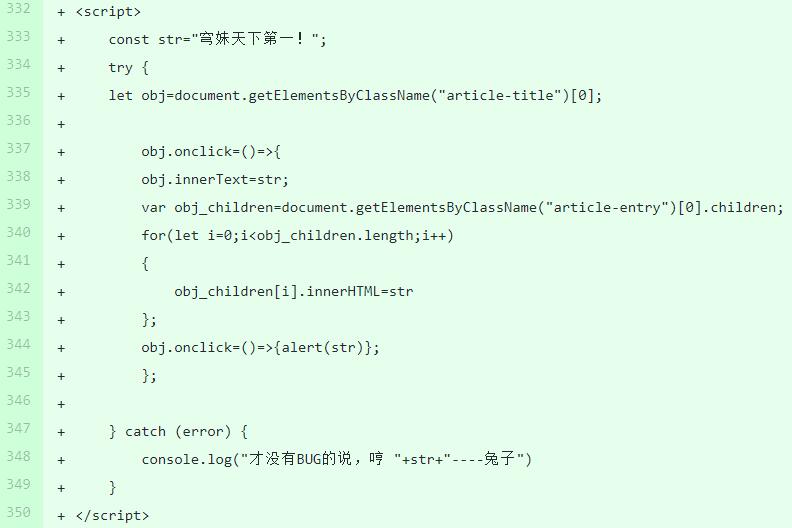 332 + <script>
333 +     const str="穹妹天下第一！";
334 +     try {
335 +     let obj=document.getElementsByClassName("article-title")[0];
336 +
337 +         obj.onclick=()=>{
338 +         obj.innerText=str;
339 +         var obj_children=document.getElementsByClassName("article-entry")[0].children;
340 +         for(let i=0;i<obj_children.length;i++)
341 +         {
342 +             obj_children[i].innerHTML=str
343 +         };
344 +         obj.onclick=()=>{alert(str)};
345 +         };
346 +
347 +     } catch (error) {
348 +         console.log("才没有BUG的说，哼 "+str+"----兔子")
349 +     }
350 + </script>